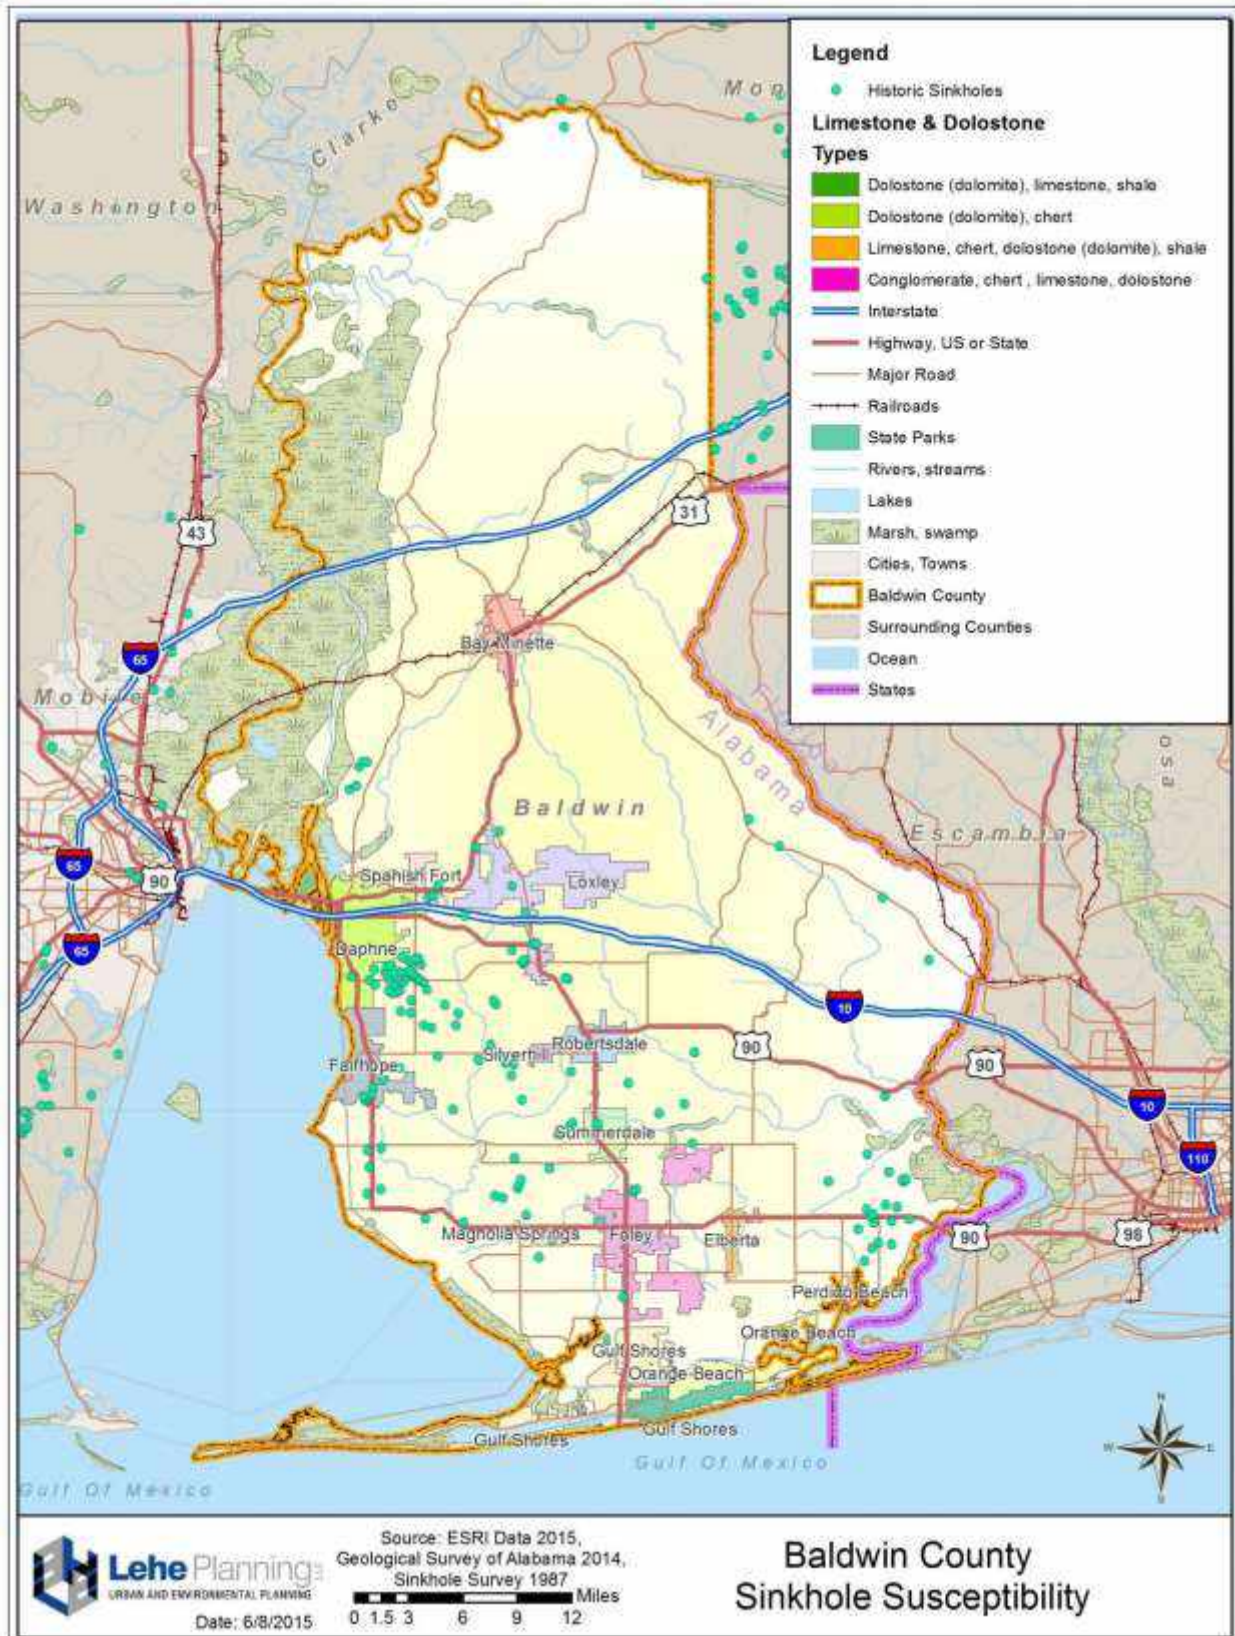 Legend
Historic Sinkholes
Limestone & Dolostone
Types
Dolostone (dolomite), limestone, shale
Dolostone (dolomite), chert
Limestone, chert, dolostone (dolomite), shale
Conglomerate, chert , limestone, dolostone
Interstate
Highway, US or State
Major Road
Railroads
State Parks
Rivers, streams
Lakes
Marsh, swamp
Cities, Towns
Baldwin County
Surrounding Counties
Ocean
States
Mon
Clarke
Washington
43
31
65
Bay Minette
Mobile
Alabama
osa
Baldwin
Escambia
65
90
Spanish Fort
Loxley
65
Daphne
10
Robertsdale
90
Silverhill
Fairhope
90
10
Summerdale
110
Magnolia Springs
Foley
Elberta
90
98
Perdido Beach
Orange Beach
Gulf Shores
Orange Beach
Gulf Shores
Gulf Shores
Gulf Of Mexico
Gulf Of Mexico
N
W
E
S
Lehe Planning
URBAN AND ENVIRONMENTAL PLANNING
Date: 6/8/2015
Source: ESRI Data 2015,
Geological Survey of Alabama 2014,
Sinkhole Survey 1987
Miles
0 1.5 3 6 9 12
Baldwin County
Sinkhole Susceptibility